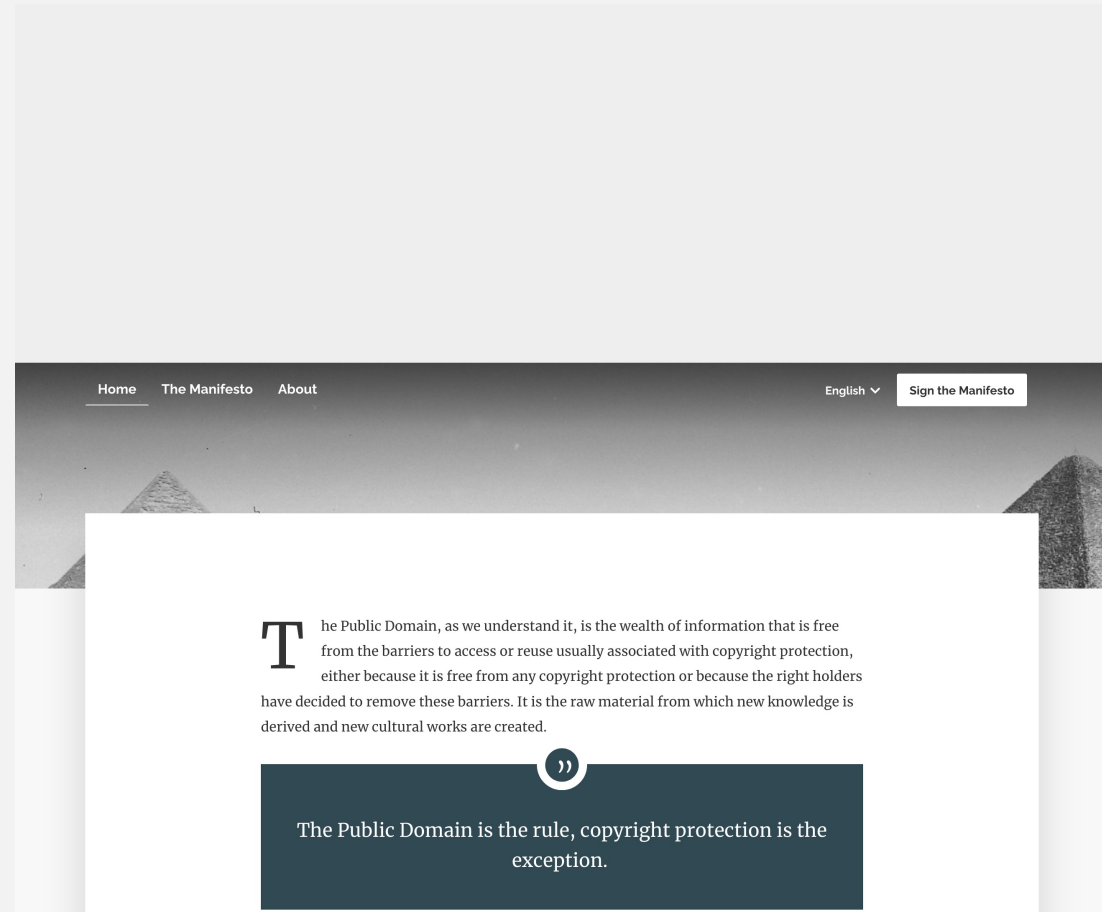 Home The Manifesto About English Sign the Manifesto
The Public Domain, as we understand it, is the wealth of information that is free
from the barriers to access or reuse usually associated with copyright protection,
either because it is free from any copyright protection or because the right holders
have decided to remove these barriers. It is the raw material from which new knowledge is
derived and new cultural works are created.
”
The Public Domain is the rule, copyright protection is the
exception.